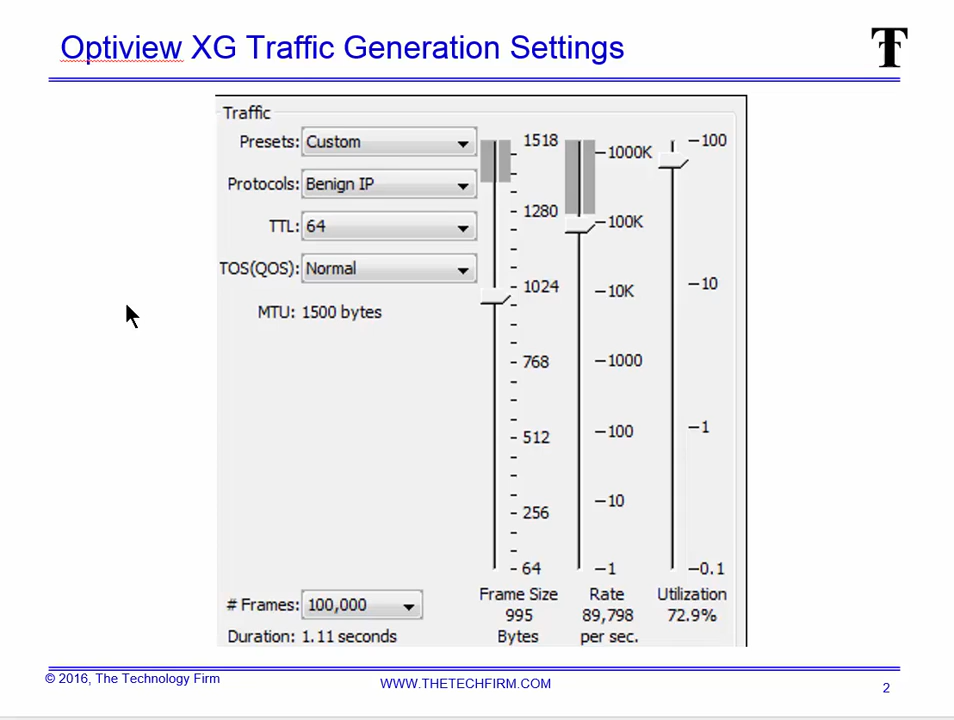 Optiview XG Traffic Generation Settings
Traffic
Presets: Custom
Protocols: Benign IP
TTL: 64
TOS(QOS): Normal
MTU: 1500 bytes
# Frames: 100,000
Duration: 1.11 seconds
1518
1280
1024
768
512
256
64
Frame Size
995
Bytes
1000K
100K
10K
1000
100
10
1
Rate
89,798
per sec.
100
10
1
0.1
Utilization
72.9%
© 2016, The Technology Firm
WWW.THETECHFIRM.COM
2